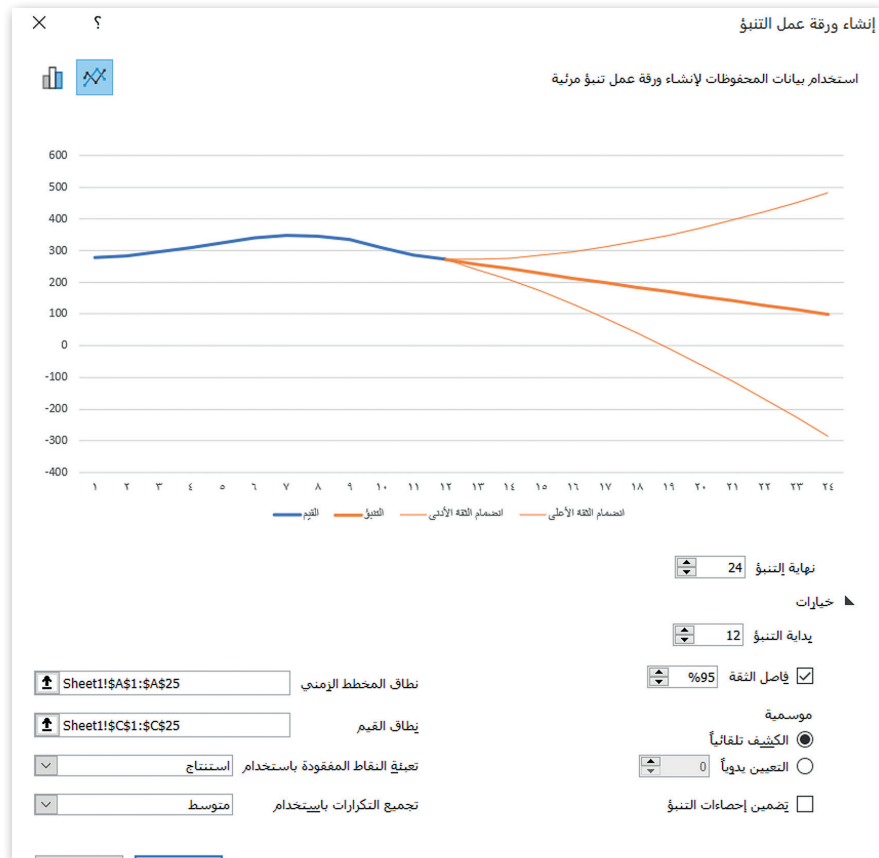 إنشاء ورقة عمل التنبؤ
؟
استخدام بيانات المحفوظات لإنشاء ورقة عمل تنبؤ مرئية
600
500
400
300
200
100
0
-100
-200
-300
-400
١ ٢ ٣ ٤ ٥ ٦ ٧ ٨ ٩ ١٠ ١١ ١٢ ١٣ ١٤ ١٥ ١٦ ١٧ ١٨ ١٩ ٢٠ ٢١ ٢٢ ٢٣ ٢٤
القيم التنبؤ انضمام الثقة الأدنى انضمام الثقة الأعلى
نهاية التنبؤ 24
خيارات
بداية التنبؤ 12
فاصل الثقة %95
موسمية
الكشف تلقائياً
التعيين يدوياً 0
تضمين إحصاءات التنبؤ
نطاق المخطط الزمني Sheet1!$A$1:$A$25
نطاق القيم Sheet1!$C$1:$C$25
تعبئة النقاط المفقودة باستخدام استنتاج
تجميع التكرارات باستخدام متوسط